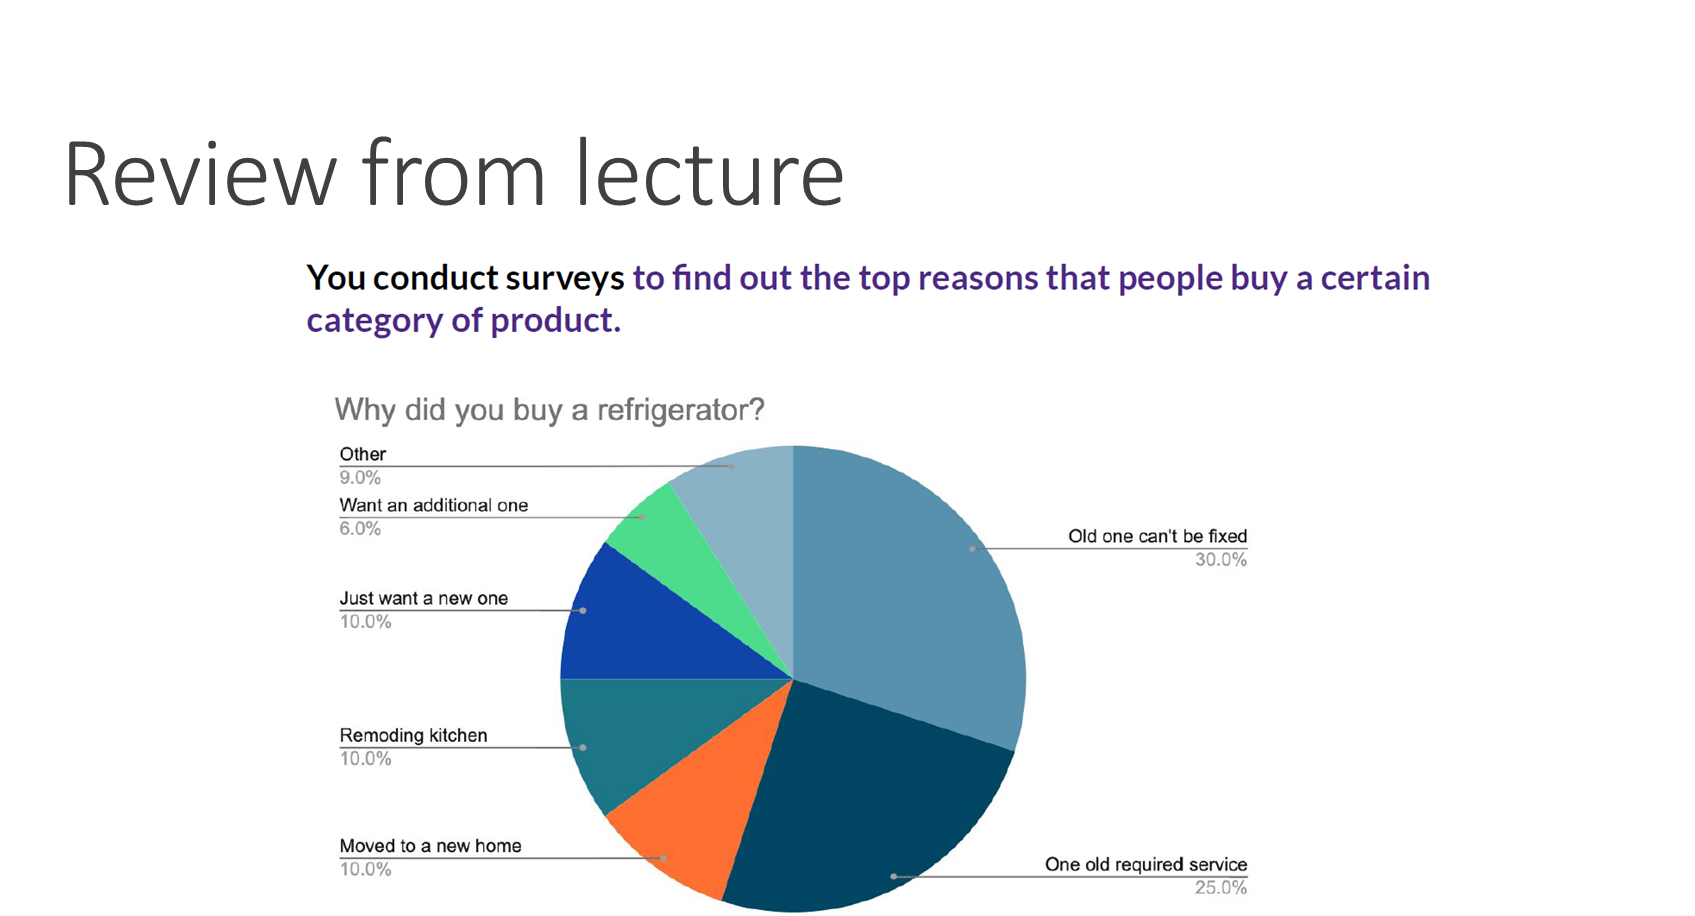 Review from lecture
You conduct surveys to find out the top reasons that people buy a certain
category of product.
Why did you buy a refrigerator?
Other
9.0%
Want an additional one
6.0%
Just want a new one
10.0%
Remoding kitchen
10.0%
Moved to a new home
10.0%
Old one can't be fixed
30.0%
One old required service
25.0%